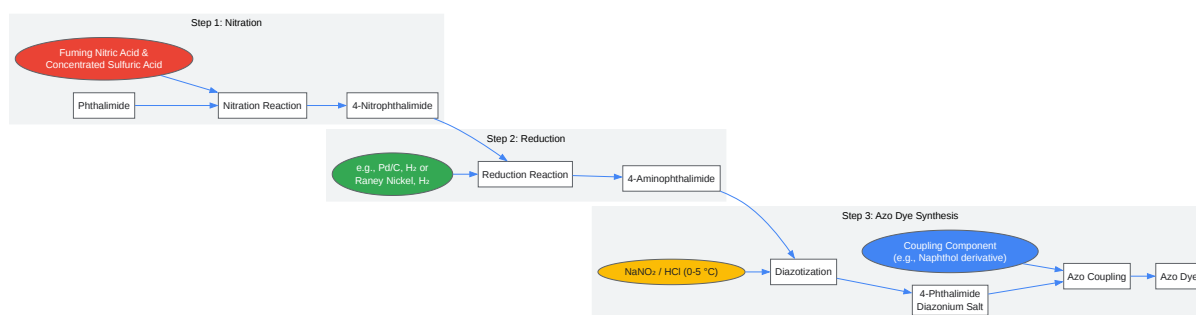 Step 1: Nitration
Fuming Nitric Acid &
Concentrated Sulfuric Acid
Phthalimide
Nitration Reaction
4-Nitrophthalimide
Step 2: Reduction
e.g., Pd/C, H₂ or
Raney Nickel, H₂
Reduction Reaction
4-Aminophthalimide
Step 3: Azo Dye Synthesis
Coupling Component
(e.g., Naphthol derivative)
NaNO₂ / HCl (0-5 °C)
Diazotization
4-Phthalimide
Diazonium Salt
Azo Coupling
Azo Dye